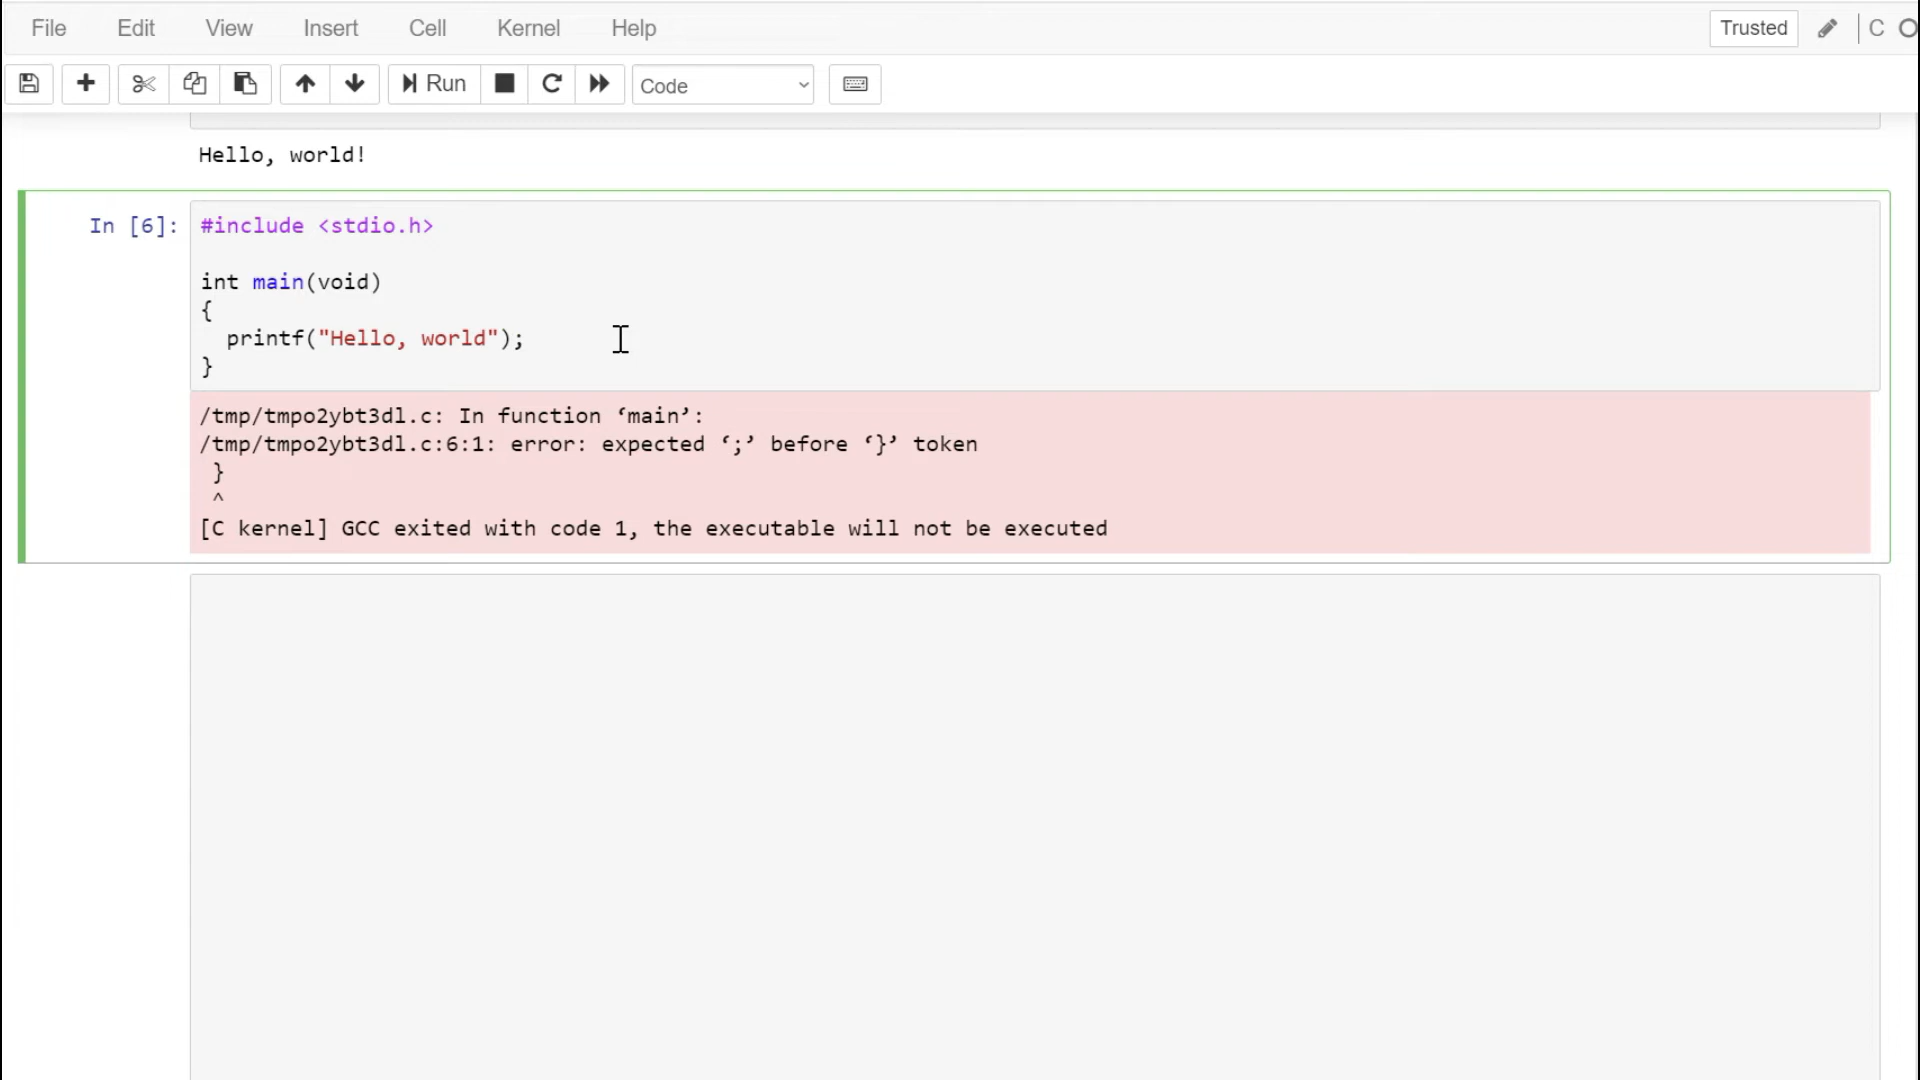 File Edit View Insert Cell Kernel Help Trusted C
Run Code
Hello, world!
In [6]: #include <stdio.h>
int main(void)
{
printf("Hello, world");
}
/tmp/tmpo2ybt3dl.c: In function ‘main’:
/tmp/tmpo2ybt3dl.c:6:1: error: expected ‘;’ before ‘}’ token
}
^
[C kernel] GCC exited with code 1, the executable will not be executed